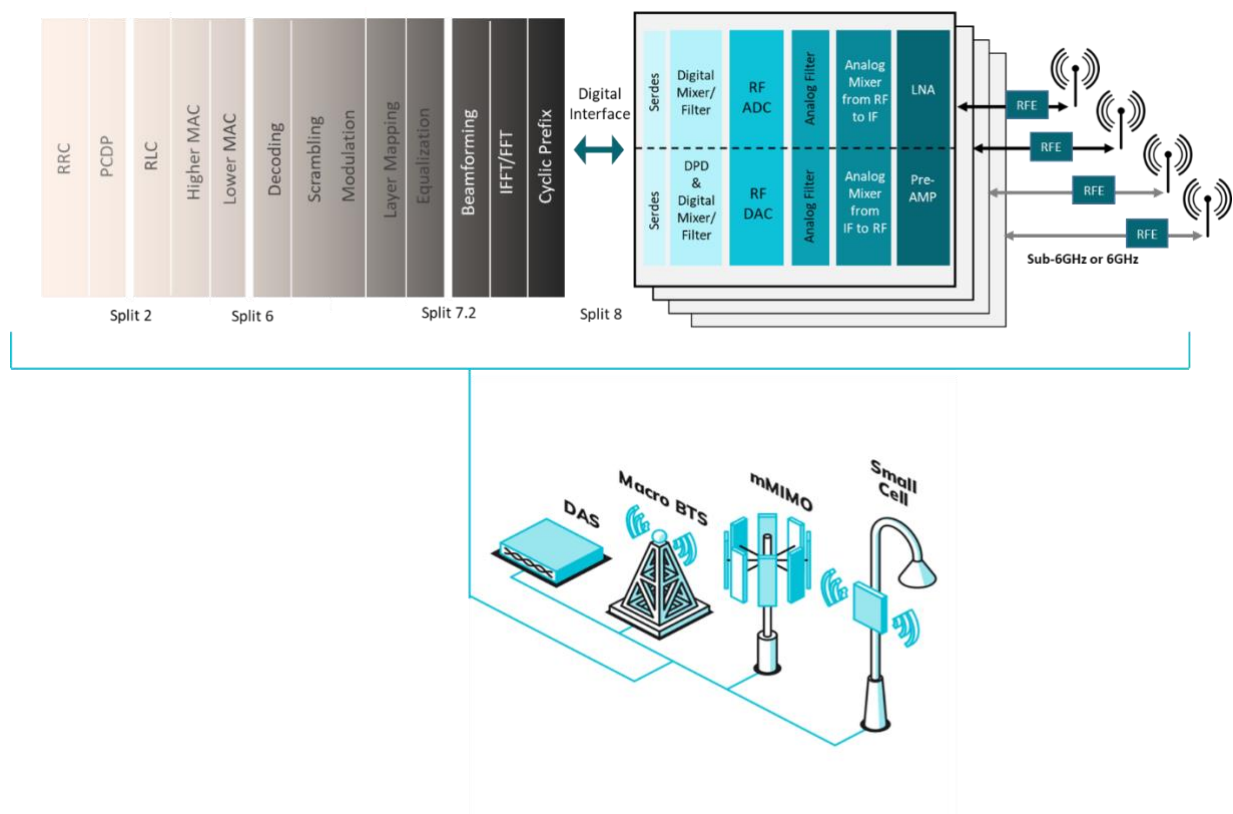 RRC
PCDP
RLC
Higher MAC
Lower MAC
Decoding
Scrambling
Modulation
Layer Mapping
Equalization
Beamforming
IFFT/FFT
Cyclic Prefix
Split 2
Split 6
Split 7.2
Split 8
Digital
Interface
Serdes
Digital
Mixer/
Filter
RF
ADC
Analog Filter
Analog
Mixer
from RF
to IF
LNA
Serdes
DPD
&
Digital
Mixer/
Filter
RF
DAC
Analog Filter
Analog
Mixer
from
IF to RF
Pre-
AMP
RFE
RFE
RFE
RFE
Sub-6GHz or 6GHz
DAS
Macro BTS
mMIMO
Small
Cell